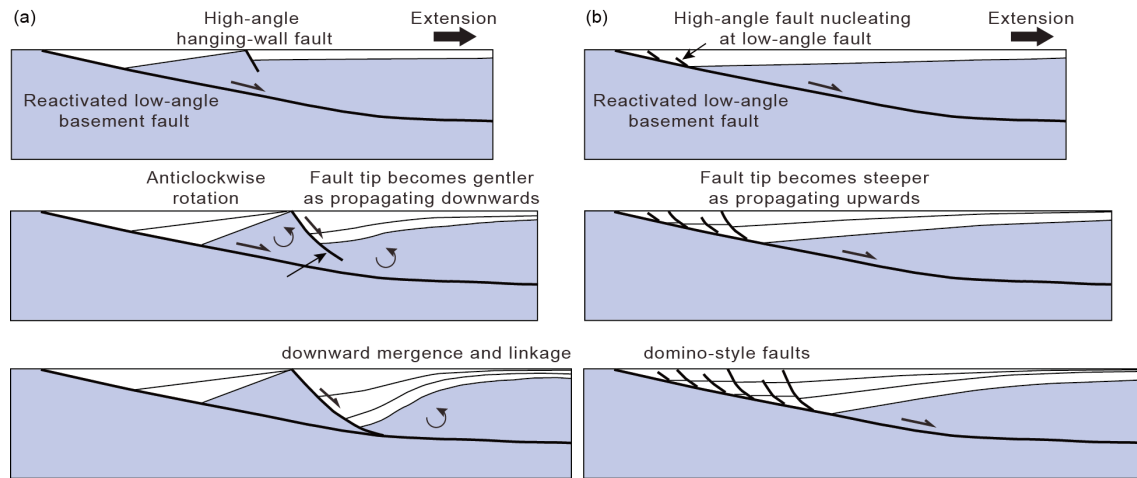 (a)
High-angle
hanging-wall fault
Extension
Reactivated low-angle
basement fault
Anticlockwise
rotation
Fault tip becomes gentler
as propagating downwards
downward mergence and linkage
(b)
High-angle fault nucleating
at low-angle fault
Extension
Reactivated low-angle
basement fault
Fault tip becomes steeper
as propagating upwards
domino-style faults